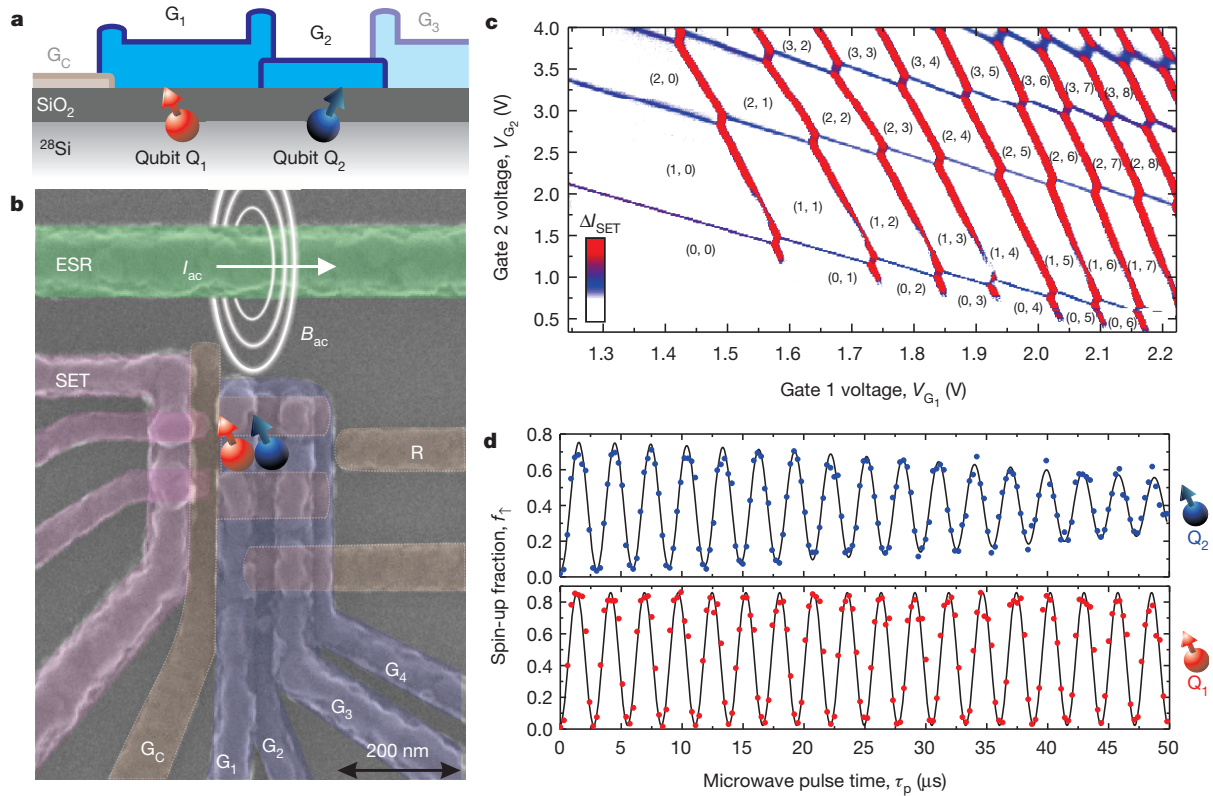 a
G1
G2
G3
GC
SiO2
28Si
Qubit Q1
Qubit Q2
b
ESR
Iac
Bac
SET
R
G4
G3
GC
G1
G2
200 nm
c
Gate 2 voltage, VG2 (V)
4.0
3.5
3.0
2.5
2.0
1.5
1.0
0.5
(3, 2)
(3, 3)
(3, 4)
(3, 5)
(3, 6)
(3, 7)
(3, 8)
(2, 0)
(2, 1)
(2, 2)
(2, 3)
(2, 4)
(2, 5)
(2, 6)
(2, 7)
(2, 8)
(1, 0)
(1, 1)
(1, 2)
(1, 3)
(1, 4)
(1, 5)
(1, 6)
(1, 7)
(0, 0)
(0, 1)
(0, 2)
(0, 3)
(0, 4)
(0, 5)
(0, 6)
ΔISET
1.3 1.4 1.5 1.6 1.7 1.8 1.9 2.0 2.1 2.2
Gate 1 voltage, VG1 (V)
d
Spin-up fraction, f↑
0.8
0.6
0.4
0.2
0.0
Q2
0.8
0.6
0.4
0.2
0.0
Q1
0 5 10 15 20 25 30 35 40 45 50
Microwave pulse time, τp (μs)